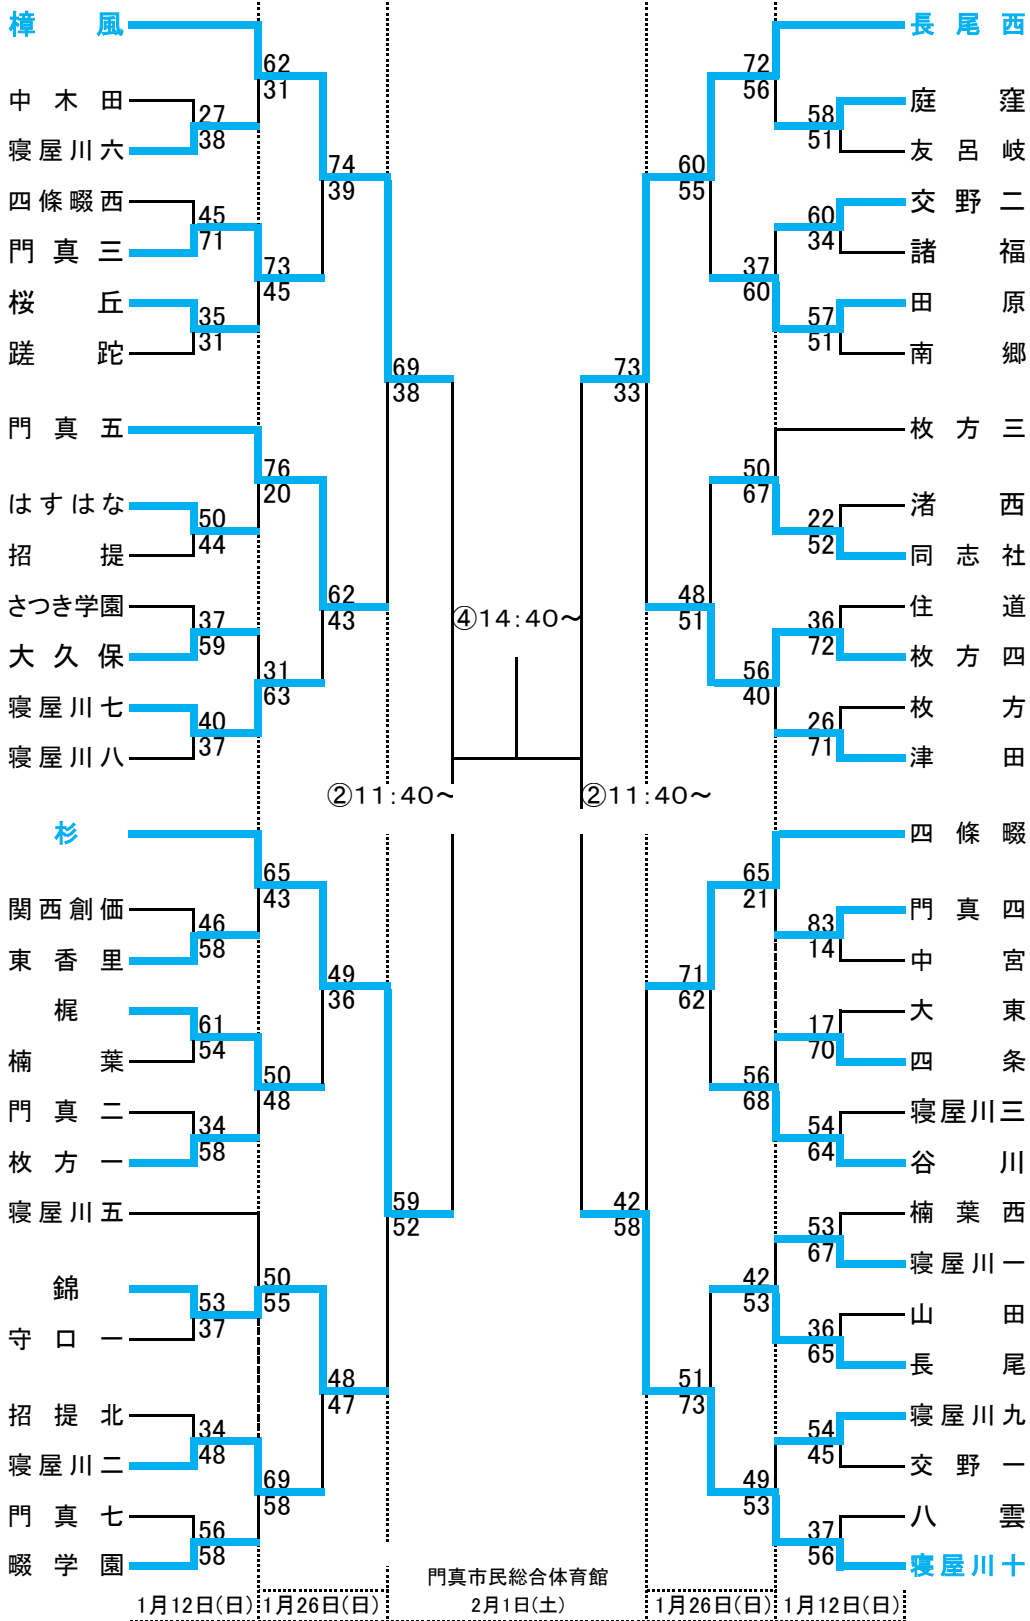 樟風
62
31
中木田
27
38
寝屋川六
74
39
四條畷西
45
71
門真三
73
45
桜丘
35
31
蹉跎
69
38
門真五
76
20
はすはな
50
44
招提
62
43
さつき学園
37
59
大久保
31
63
寝屋川七
40
37
寝屋川八
②11:40~
杉
65
43
関西創価
46
58
東香里
49
36
梶
61
54
楠葉
50
48
門真二
34
58
枚方一
59
52
寝屋川五
50
55
錦
53
37
守口一
48
47
招提北
34
48
寝屋川二
69
58
門真七
56
58
畷学園
④14:40~
長尾西
72
56
庭窪
58
51
友呂岐
60
55
交野二
60
34
諸福
37
60
田原
57
51
南郷
73
33
枚方三
50
67
渚西
22
52
同志社
48
51
住道
36
72
枚方四
56
40
枚方
26
71
津田
②11:40~
四條畷
65
21
門真四
83
14
中宮
71
62
大東
17
70
四条
56
68
寝屋川三
54
64
谷川
42
58
楠葉西
53
67
寝屋川一
42
53
山田
36
65
長尾
51
73
寝屋川九
54
45
交野一
49
53
八雲
37
56
寝屋川十
門真市民総合体育館
1月12日(日) 1月26日(日) 2月1日(土) 1月26日(日) 1月12日(日)